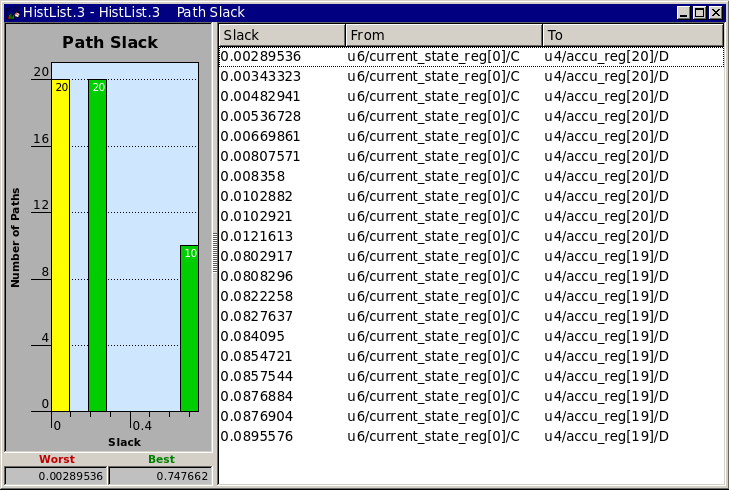 HistList.3 - HistList.3    Path Slack
Path Slack
20
16
12
8
4
0
Number of Paths
20
20
10
0
0.4
Slack
Worst Best
0.00289536 0.747662
Slack From To
0.00289536 u6/current_state_reg[0]/C u4/accu_reg[20]/D
0.00343323 u6/current_state_reg[0]/C u4/accu_reg[20]/D
0.00482941 u6/current_state_reg[0]/C u4/accu_reg[20]/D
0.00536728 u6/current_state_reg[0]/C u4/accu_reg[20]/D
0.00669861 u6/current_state_reg[0]/C u4/accu_reg[20]/D
0.00807571 u6/current_state_reg[0]/C u4/accu_reg[20]/D
0.008358 u6/current_state_reg[0]/C u4/accu_reg[20]/D
0.0102882 u6/current_state_reg[0]/C u4/accu_reg[20]/D
0.0102921 u6/current_state_reg[0]/C u4/accu_reg[20]/D
0.0121613 u6/current_state_reg[0]/C u4/accu_reg[20]/D
0.0802917 u6/current_state_reg[0]/C u4/accu_reg[19]/D
0.0808296 u6/current_state_reg[0]/C u4/accu_reg[19]/D
0.0822258 u6/current_state_reg[0]/C u4/accu_reg[19]/D
0.0827637 u6/current_state_reg[0]/C u4/accu_reg[19]/D
0.084095 u6/current_state_reg[0]/C u4/accu_reg[19]/D
0.0854721 u6/current_state_reg[0]/C u4/accu_reg[19]/D
0.0857544 u6/current_state_reg[0]/C u4/accu_reg[19]/D
0.0876884 u6/current_state_reg[0]/C u4/accu_reg[19]/D
0.0876904 u6/current_state_reg[0]/C u4/accu_reg[19]/D
0.0895576 u6/current_state_reg[0]/C u4/accu_reg[19]/D